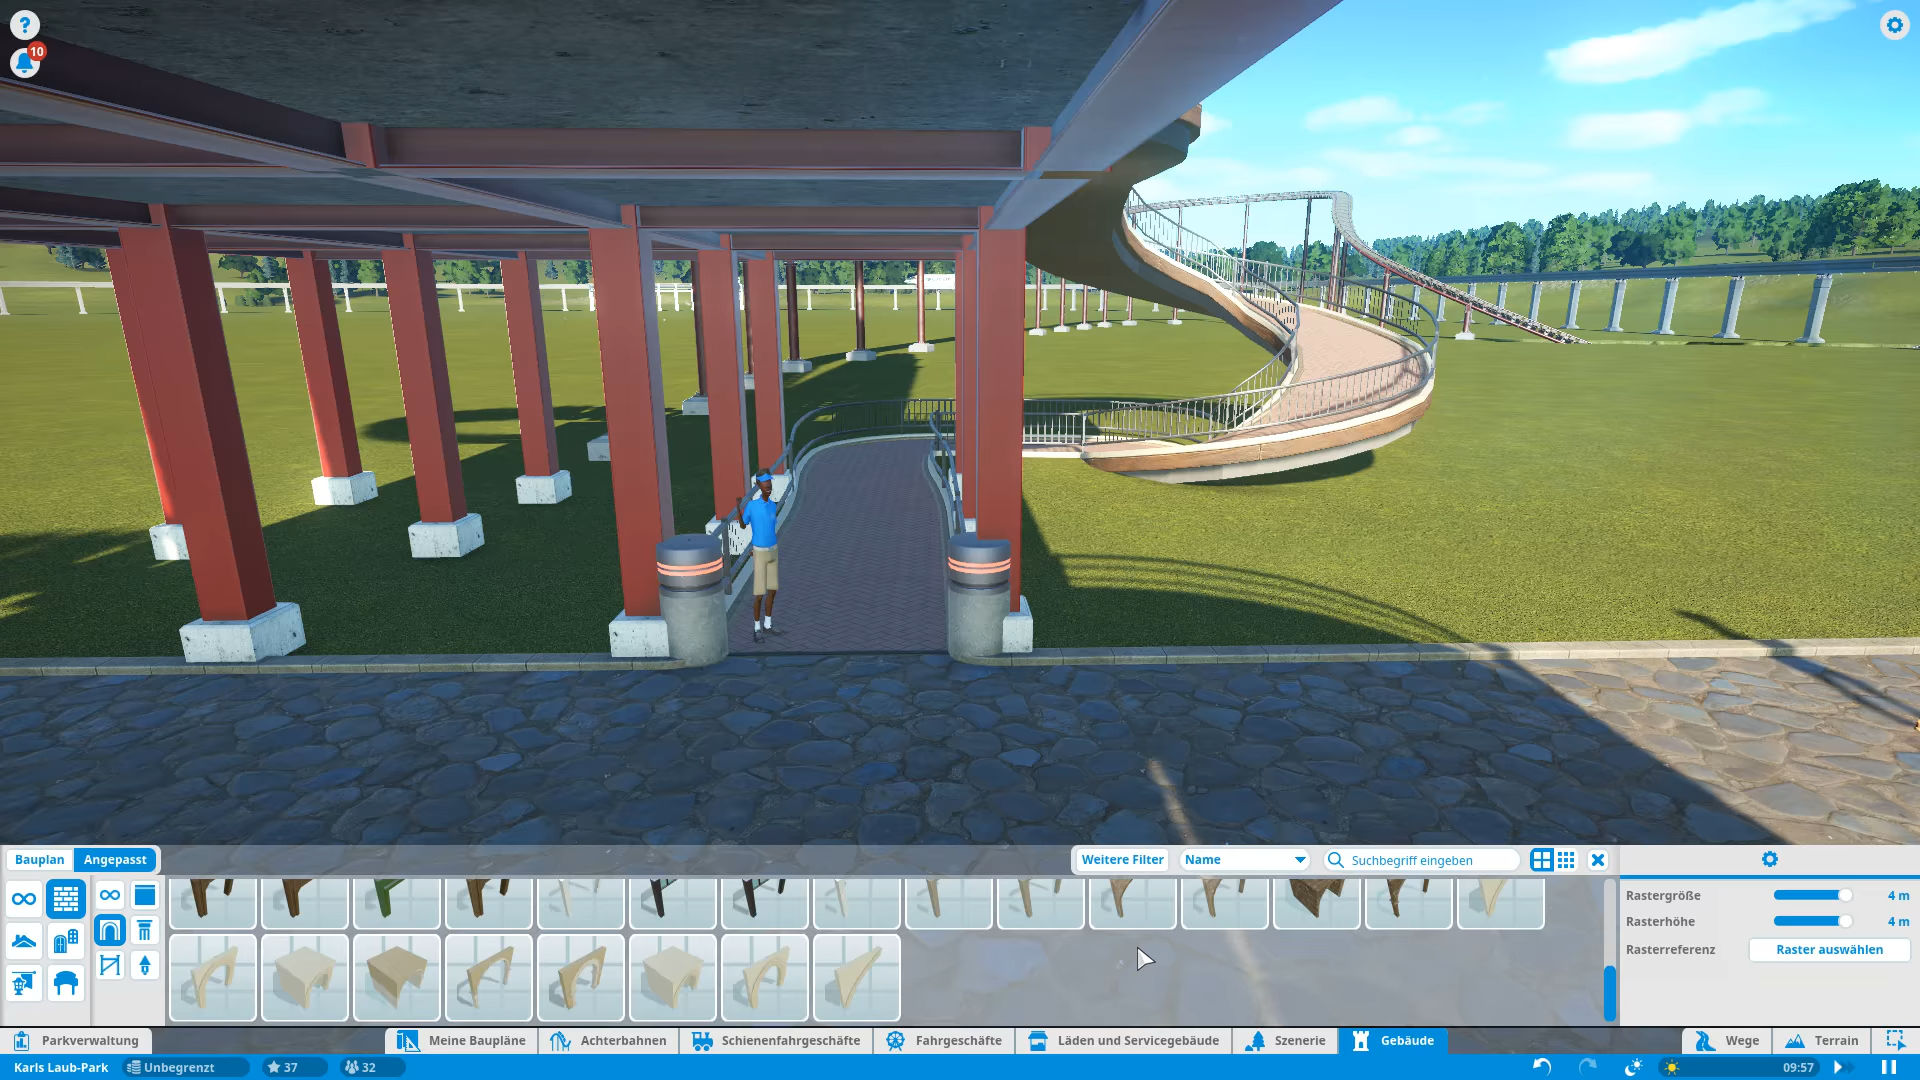 ?
10
Bauplan
Angepasst
Weitere Filter
Name
Suchbegriff eingeben
Rastergröße
4 m
Rasterhöhe
4 m
Rasterreferenz
Raster auswählen
Parkverwaltung
Meine Baupläne
Achterbahnen
Schienenfahrgeschäfte
Fahrgeschäfte
Läden und Servicegebäude
Szenerie
Gebäude
Wege
Terrain
Karls Laub-Park
Unbegrenzt
37
32
09:57